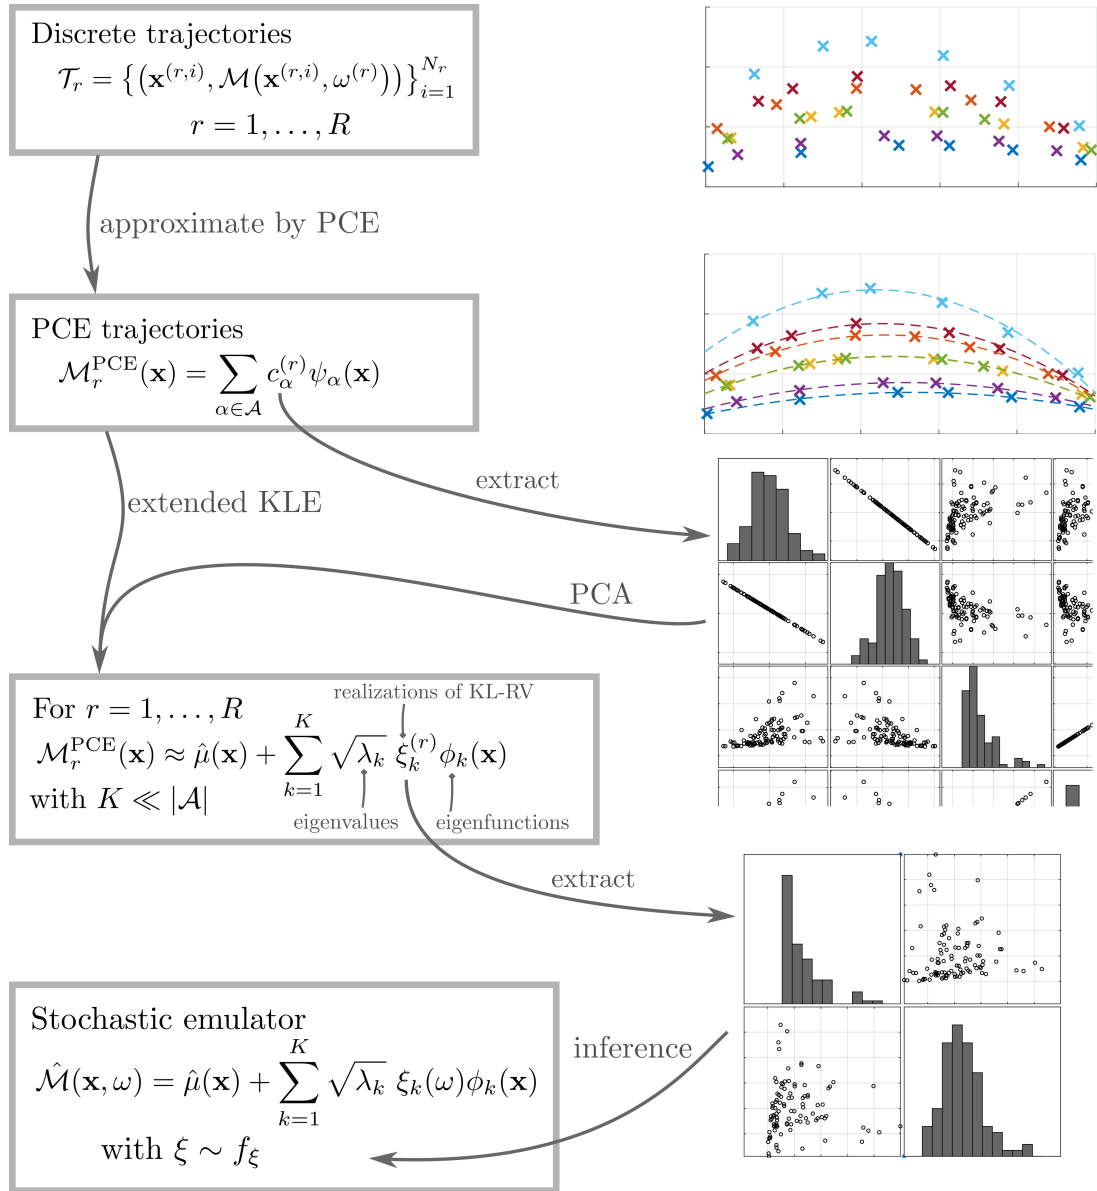 Discrete trajectories
𝒯_r = {(𝐱^(r,i), ℳ(𝐱^(r,i), ω^(r)))}_{i=1}^{N_r}
r = 1, …, R
approximate by PCE
PCE trajectories
ℳ_r^PCE(𝐱) = ∑_{α∈𝒜} c_α^(r) ψ_α(𝐱)
extract
extended KLE
PCA
realizations of KL-RV
For r = 1, …, R
ℳ_r^PCE(𝐱) ≈ μ̂(𝐱) + ∑_{k=1}^{K} √λ_k ξ_k^(r) ϕ_k(𝐱)
with K ≪ |𝒜|
eigenvalues eigenfunctions
extract
Stochastic emulator
inference
ℳ̂(𝐱, ω) = μ̂(𝐱) + ∑_{k=1}^{K} √λ_k ξ_k(ω)ϕ_k(𝐱)
with ξ ∼ f_ξ